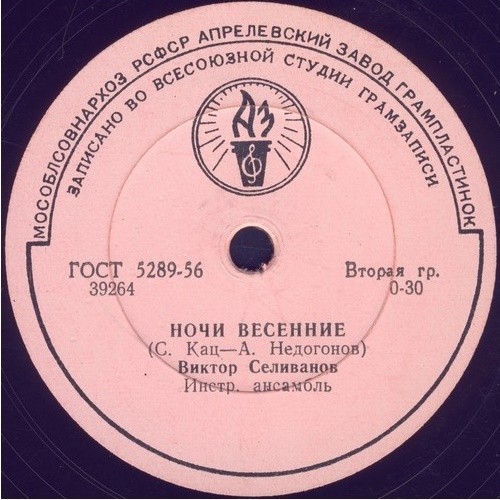 МОСОБЛСОВНАРХОЗ РСФСР АПРЕЛЕВСКИЙ ЗАВОД ГРАМПЛАСТИНОК
ЗАПИСАНО ВО ВСЕСОЮЗНОЙ СТУДИИ ГРАМЗАПИСИ
АЗ
ГОСТ 5289-56 Вторая гр.
39264 0-30
НОЧИ ВЕСЕННИЕ
(С. Кац—А. Недогонов)
Виктор Селиванов
Инстр. ансамбль